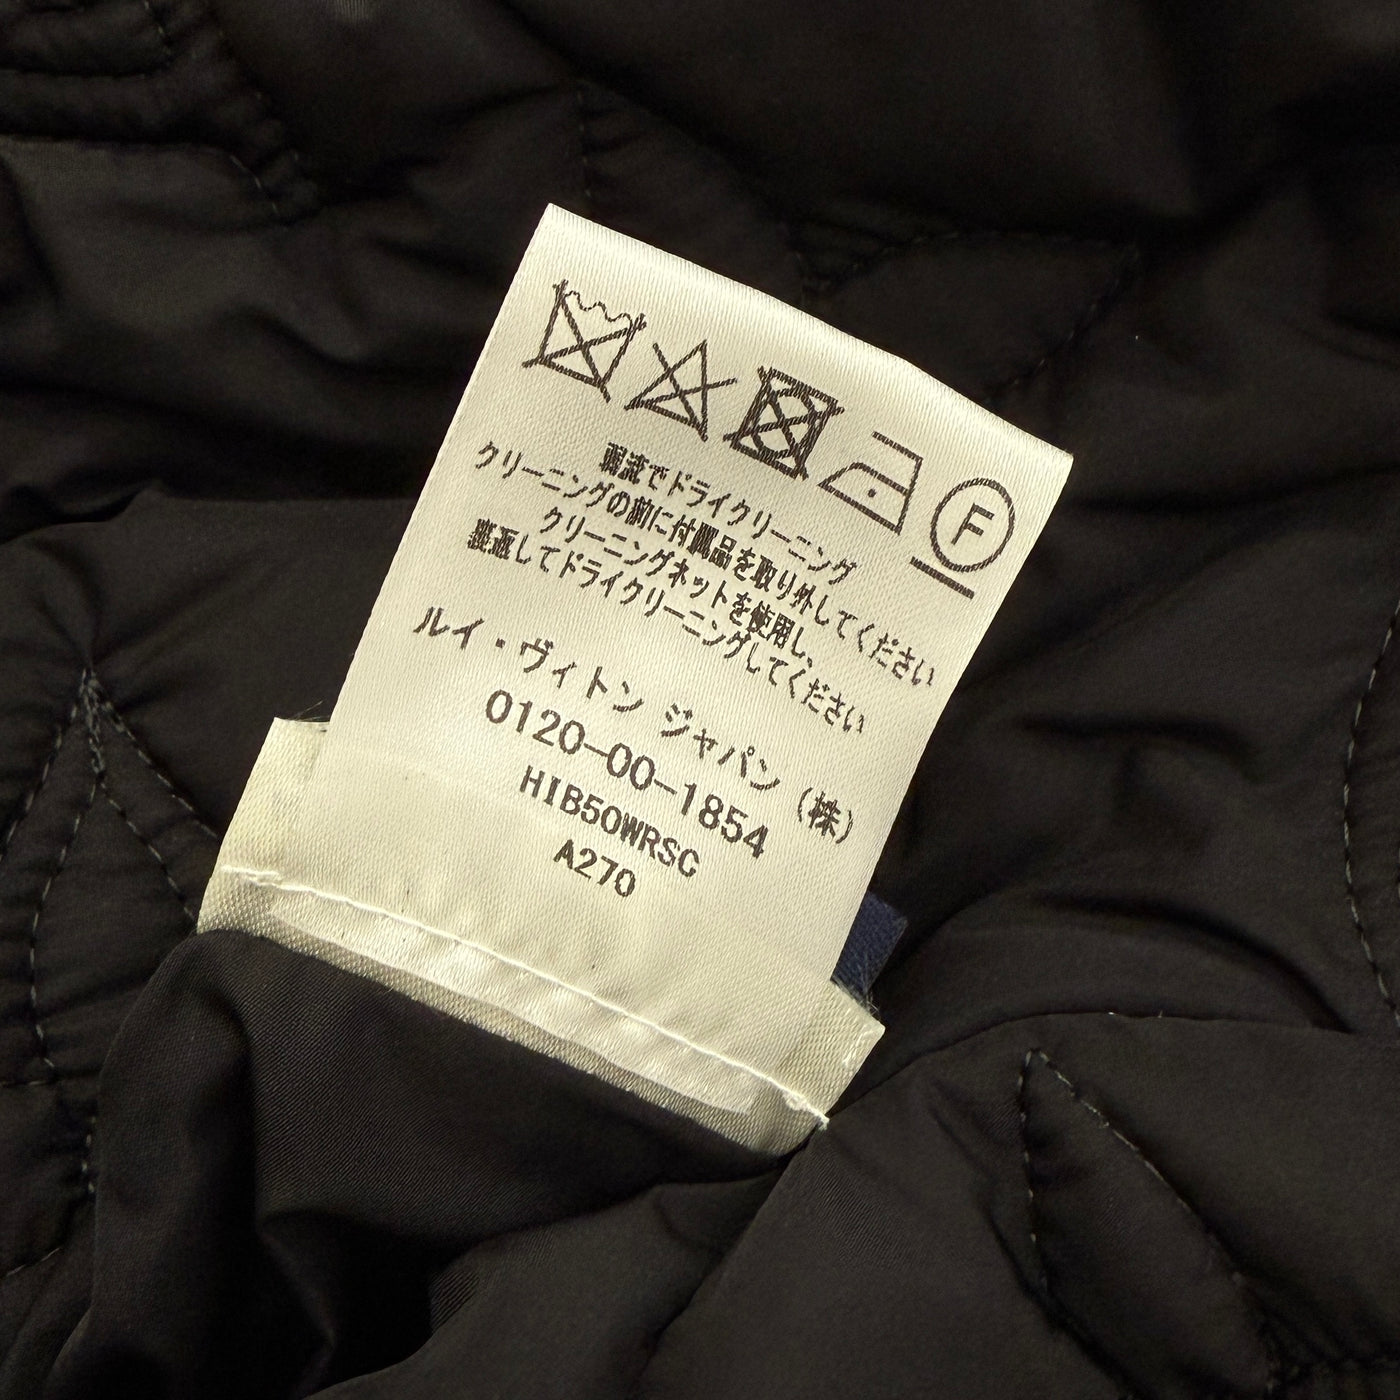 F
弱流でドライクリーニング
クリーニングの前に付属品を取り外してください
クリーニングネットを使用し、
裏返してドライクリーニングしてください
ルイ・ヴィトン ジャパン (株)
0120-00-1854
HIB50WRSC
A270